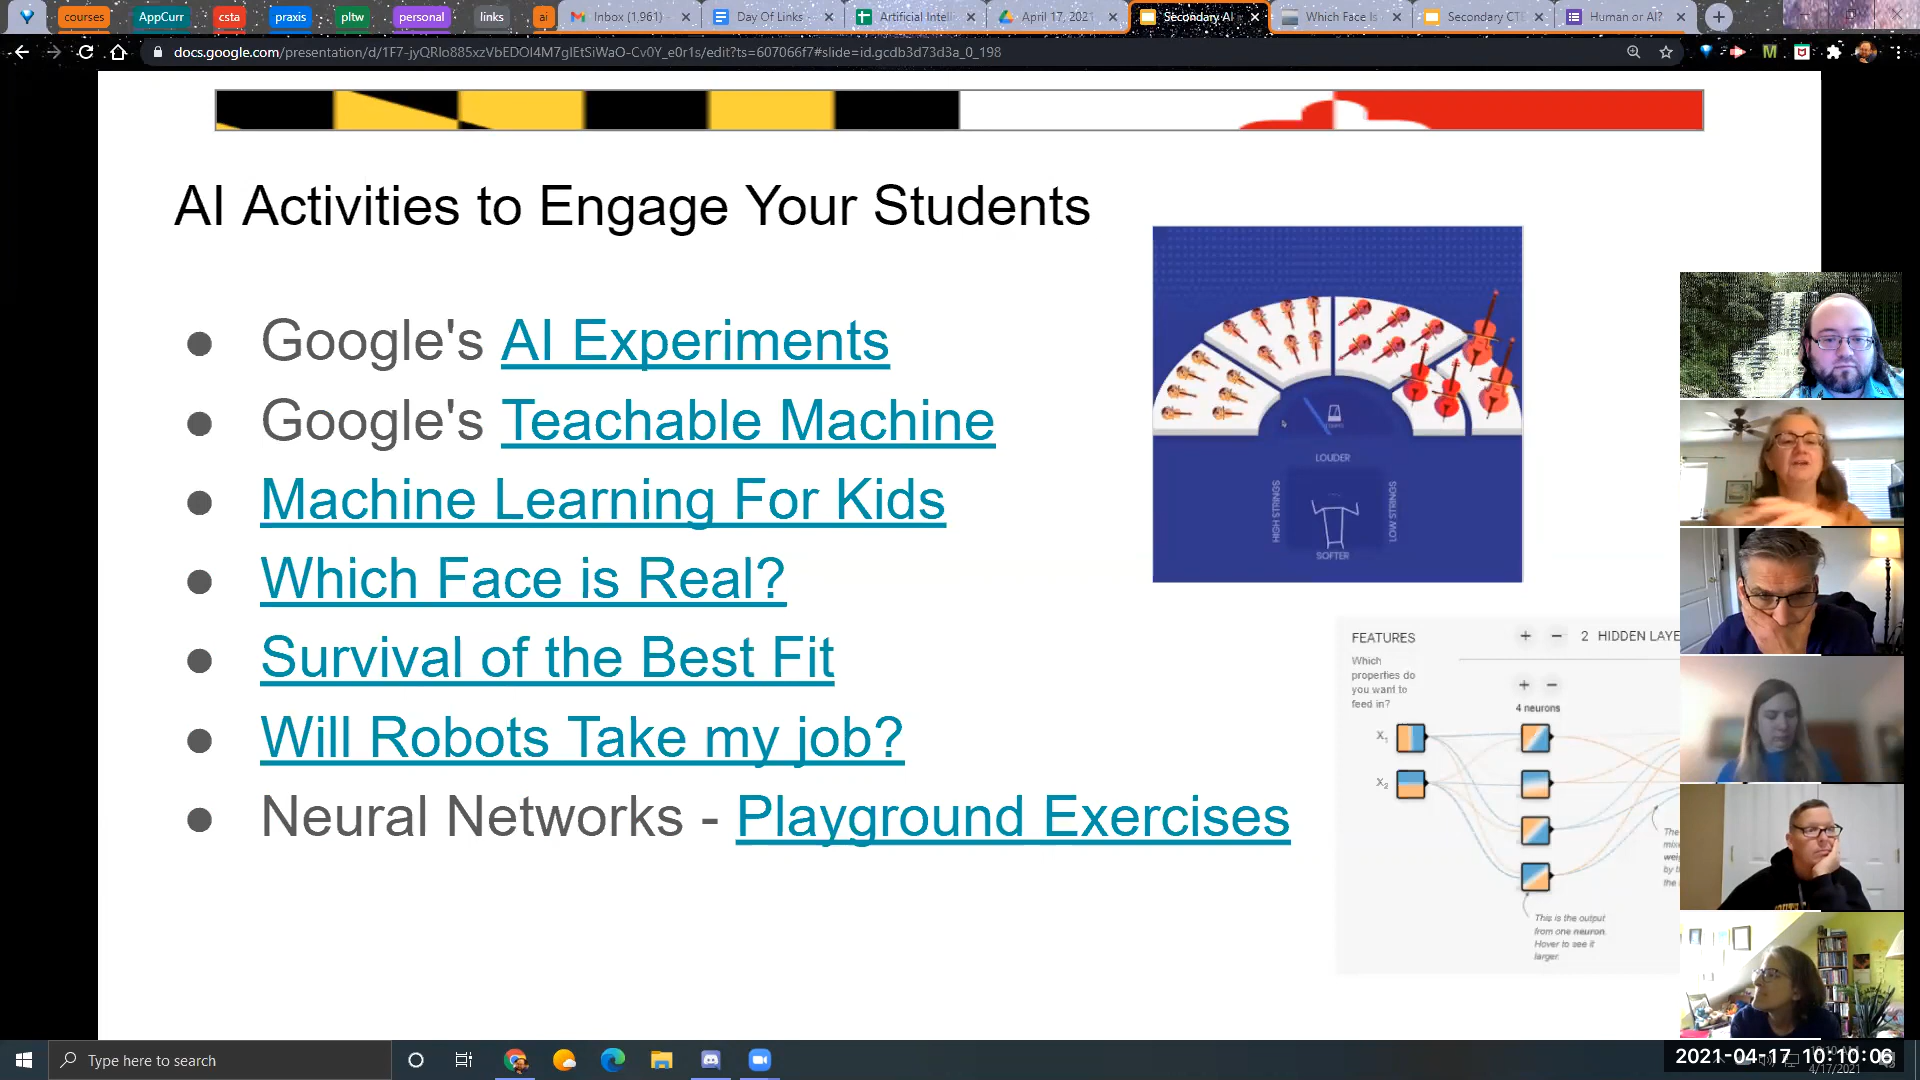 courses
AppCurr
csta
praxis
pltw
personal
links
ai
Inbox (1,961)
Day Of Links
Artificial Intell
April 17, 2021
Secondary AI
Which Face Is
Secondary CTE
Human or AI?
docs.google.com/presentation/d/1F7-jyQRlo885xzVbEDOl4M7gIEtSiWaO-Cv0Y_e0r1s/edit?ts=607066f7#slide=id.gcdb3d73d3a_0_198
AI Activities to Engage Your Students
● Google's AI Experiments
● Google's Teachable Machine
● Machine Learning For Kids
● Which Face is Real?
● Survival of the Best Fit
● Will Robots Take my job?
● Neural Networks - Playground Exercises
LOUDER
HIGH STRINGS
LOW STRINGS
SOFTER
FEATURES
+ − 2 HIDDEN LAYE
Which
properties do
you want to
feed in?
+ −
4 neurons
X1
X2
The
This is the output
from one neuron.
Hover to see it
larger.
Type here to search
2021-04-17 10:10:06
4/17/2021